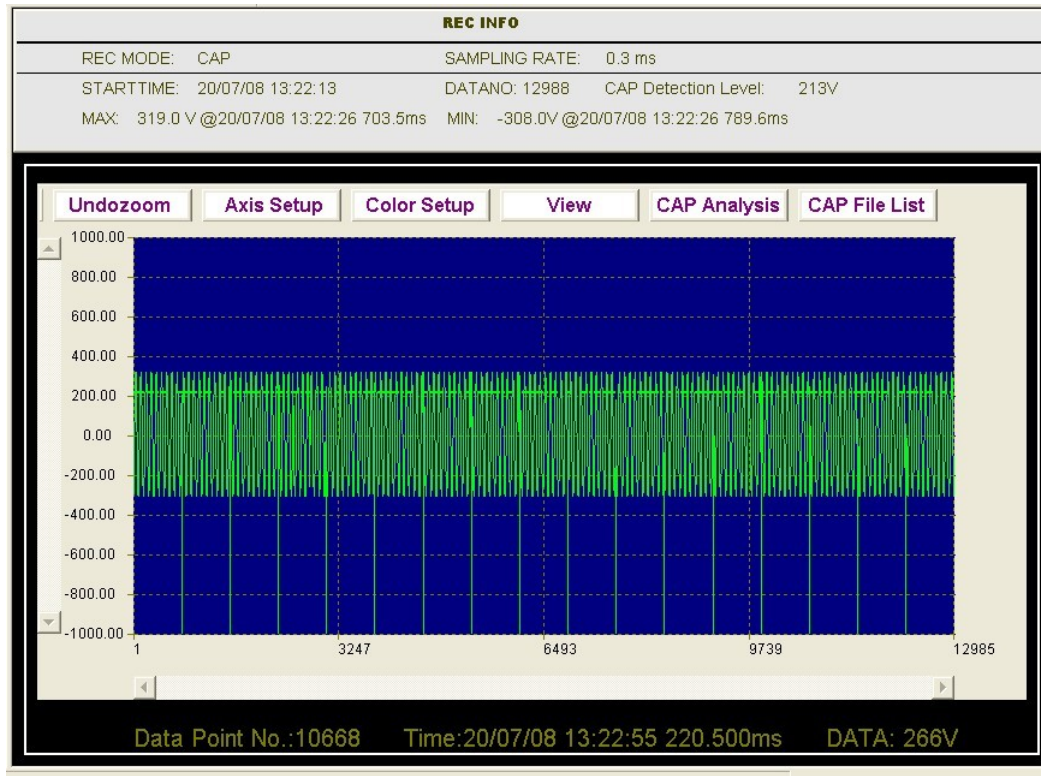 REC INFO
REC MODE: CAP SAMPLING RATE: 0.3 ms
STARTTIME: 20/07/08 13:22:13 DATANO: 12988 CAP Detection Level: 213V
MAX: 319.0 V @20/07/08 13:22:26 703.5ms MIN: -308.0V @20/07/08 13:22:26 789.6ms
Undozoom Axis Setup Color Setup View CAP Analysis CAP File List
1000.00
800.00
600.00
400.00
200.00
0.00
-200.00
-400.00
-600.00
-800.00
-1000.00
1 3247 6493 9739 12985
Data Point No.:10668 Time:20/07/08 13:22:55 220.500ms DATA: 266V